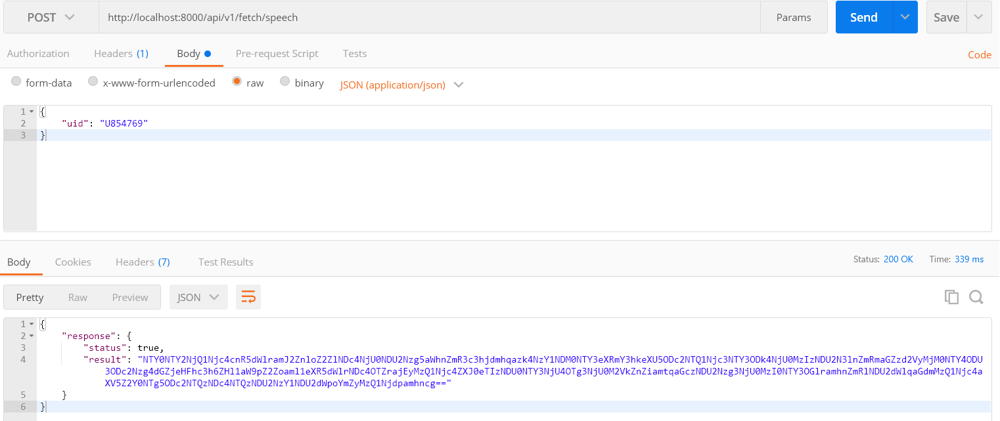 POST http://localhost:8000/api/v1/fetch/speech Params Send Save
Authorization Headers (1) Body Pre-request Script Tests Code
form-data x-www-form-urlencoded raw binary JSON (application/json)
1 {
2 "uid": "U854769"
3 }
Body Cookies Headers (7) Test Results Status: 200 OK Time: 339 ms
Pretty Raw Preview JSON
1 {
2 "response": {
3 "status": true,
4 "result": "NTY0NTY2NjQ1Njc4cnR5dWlramJ2ZnloZ2ZlNDc4NjU0NDU2Nzg5aWhnZmR3c3hjdmhqazk4NzY1NDM0NTY3eXRmY3hkeXU5ODc2NTQ1Njc3NTY3ODk4NjU0MzIzNDU2N3lnZmRmaGZzd2VyMjM0NTY4ODU
3ODc2Nzg4dGZjeHFhc3h6ZHl1aW9pZ2Zoaml1eXR5dWlrNDc4OTZrajEyMzQ1Njc4ZXJ0eTIzNDU0NTY3NjU4OTg3NjU0M2VkZnZiamtqaGczNDU2Nzg3NjU0MzI0NTY3OGlramhnZmRlNDU2dWlqaGdmMzQ1Njc4a
XV5Z2Y0NTg5ODc2NTQzNDc4NTQzNDU2NzY1NDU2dWpoYmZyMzQ1Njdpamhncg=="
5 }
6 }